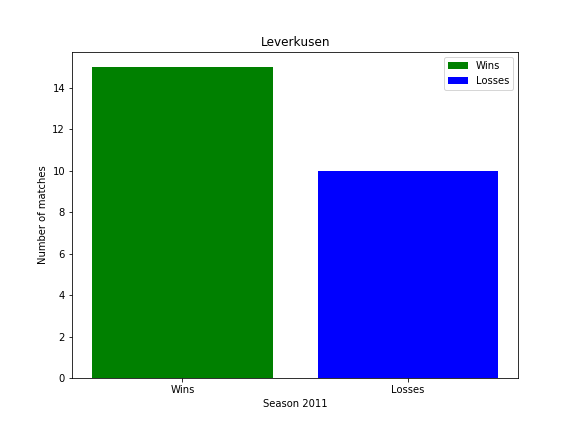 Leverkusen
Wins
Losses
Number of matches
14
12
10
8
6
4
2
0
Wins Losses
Season 2011